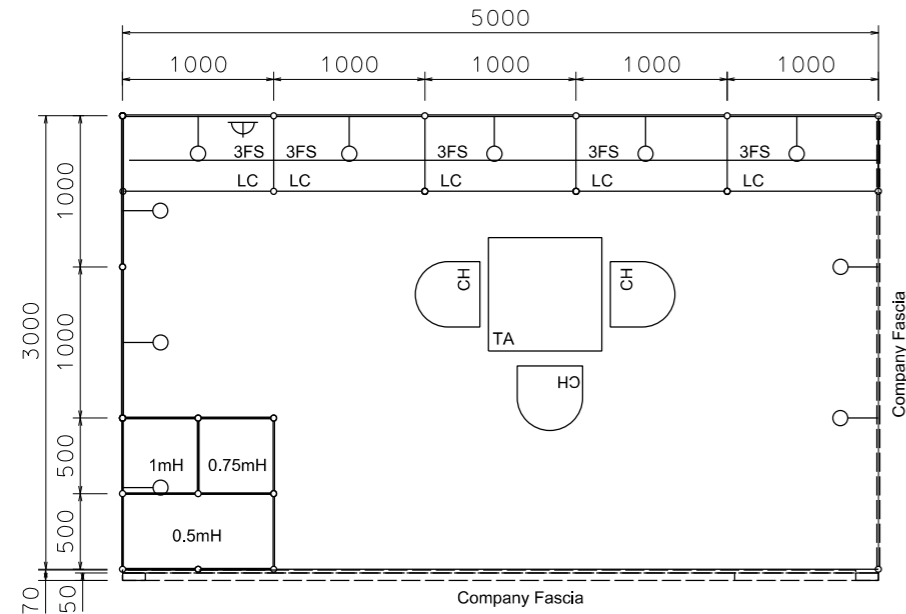 5000
1000 1000 1000 1000 1000
3FS 3FS 3FS 3FS 3FS
LC LC LC LC LC
1000
3000
1000
500
500
70
50
CH
CH
TA
CH
1mH 0.75mH
0.5mH
Company Fascia
Company Fascia